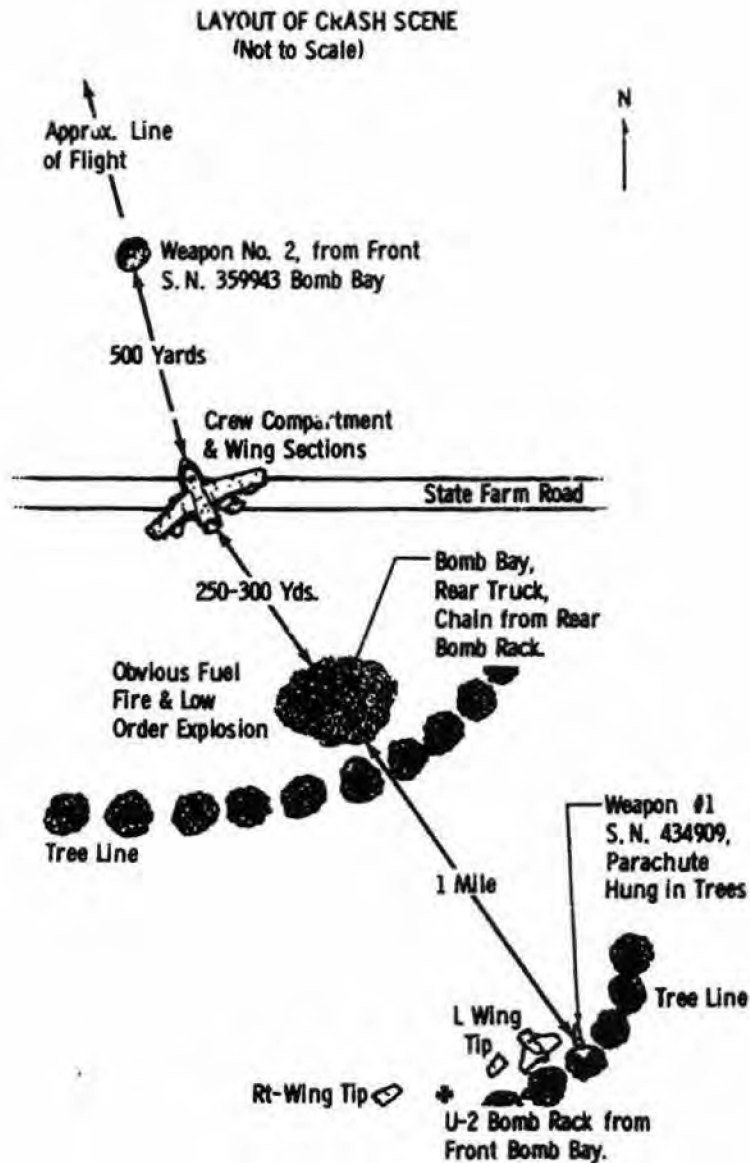 LAYOUT OF CRASH SCENE
(Not to Scale)
N
Approx. Line
of Flight
Weapon No. 2, from Front
S. N. 359943 Bomb Bay
500 Yards
Crew Compartment
& Wing Sections
State Farm Road
250-300 Yds.
Bomb Bay,
Rear Truck,
Chain from Rear
Bomb Rack.
Obvious Fuel
Fire & Low
Order Explosion
Tree Line
Weapon #1
S. N. 434909,
Parachute
Hung in Trees
1 Mile
Tree Line
L Wing
Tip
Rt-Wing Tip
U-2 Bomb Rack from
Front Bomb Bay.